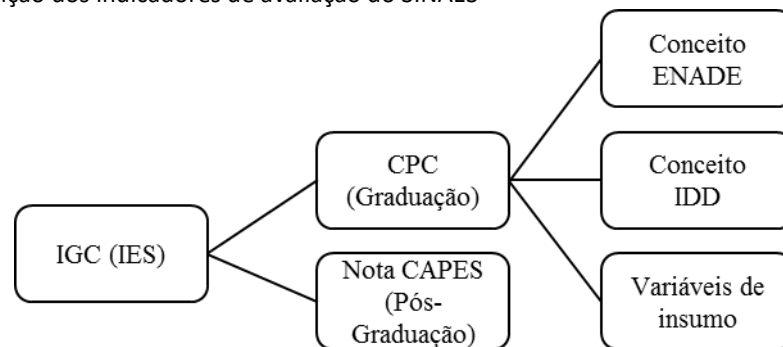 dos indicadores de avaliação do SINAES
Conceito
ENADE
CPC
(Graduação)
Conceito
IDD
IGC (IES)
Nota CAPES
(Pós-
Graduação)
Variáveis de
insumo